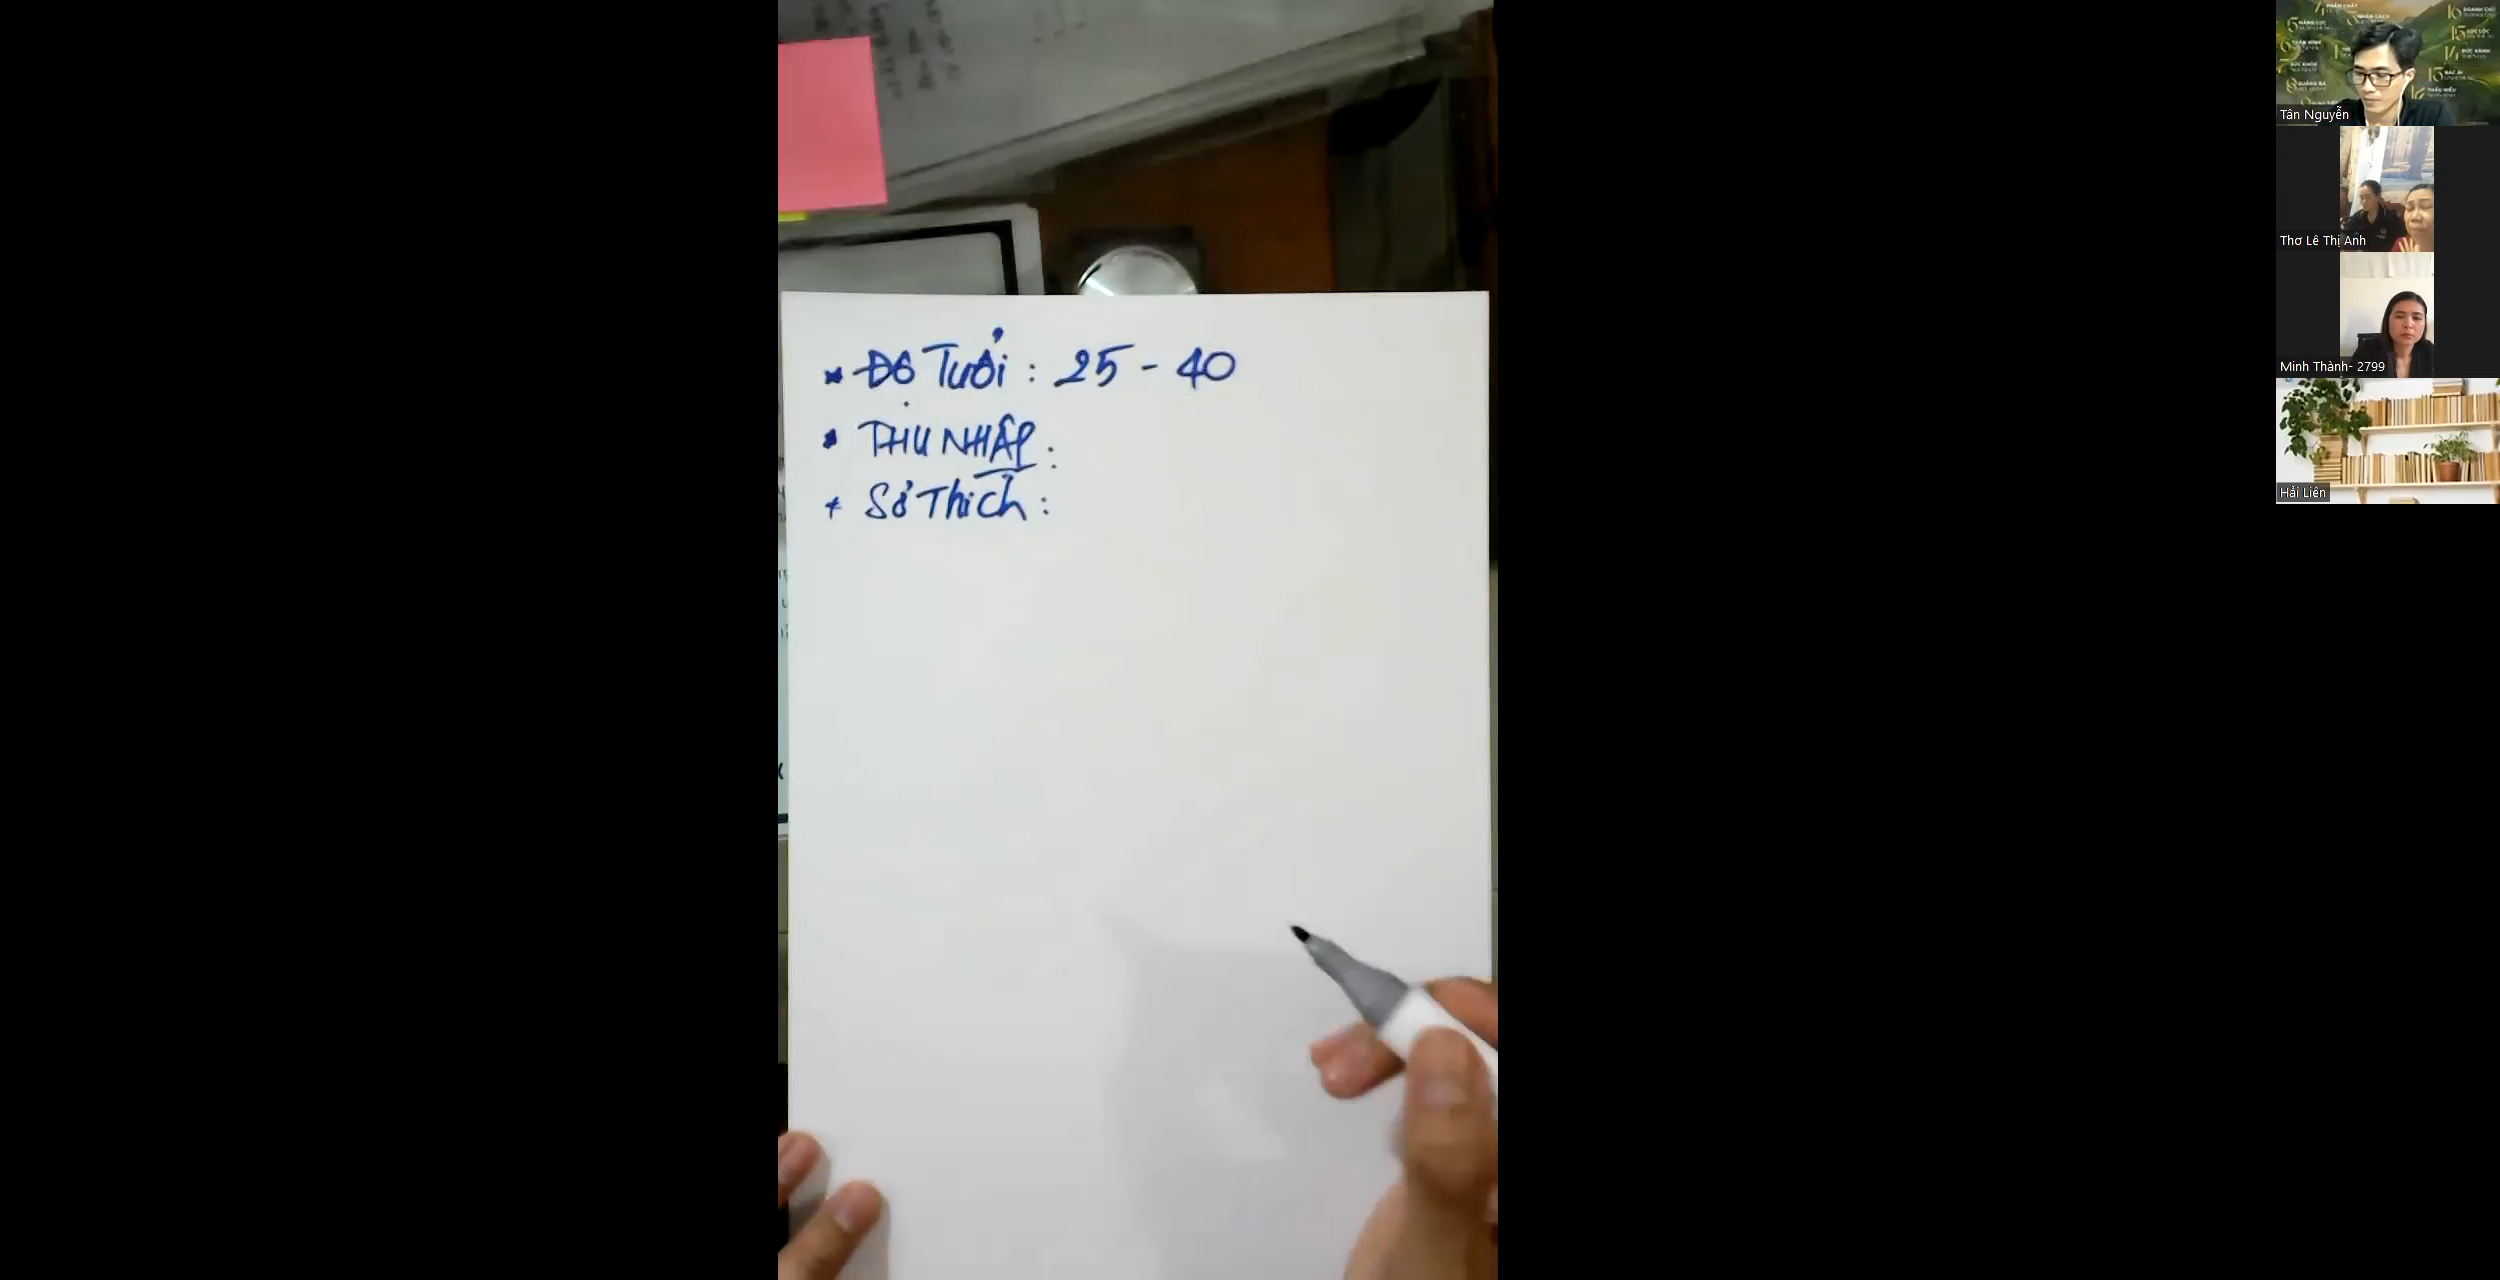 * Độ Tuổi : 25 - 40
* THU NHẬP :
+ Sở Thích :
Tân Nguyễn
Thơ Lê Thị Anh
Minh Thành- 2799
Hải Liên